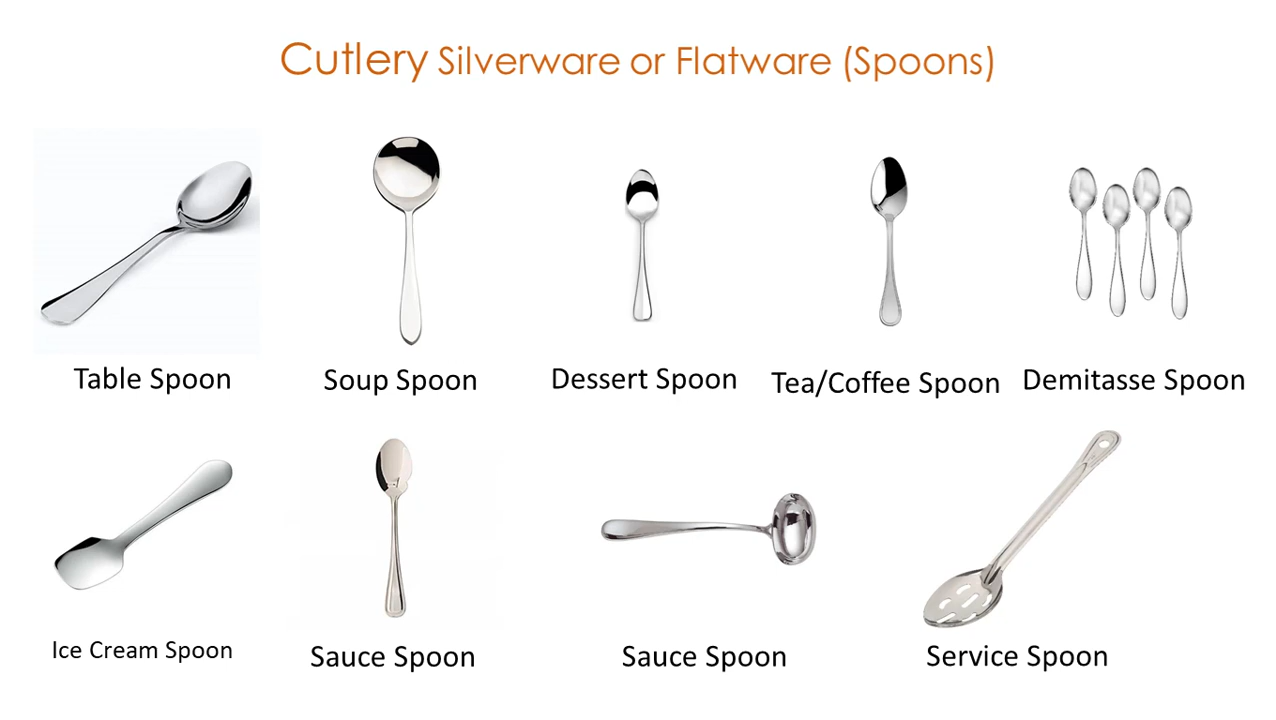 Cutlery Silverware or Flatware (Spoons)
Table Spoon
Soup Spoon
Dessert Spoon
Tea/Coffee Spoon
Demitasse Spoon
Ice Cream Spoon
Sauce Spoon
Sauce Spoon
Service Spoon